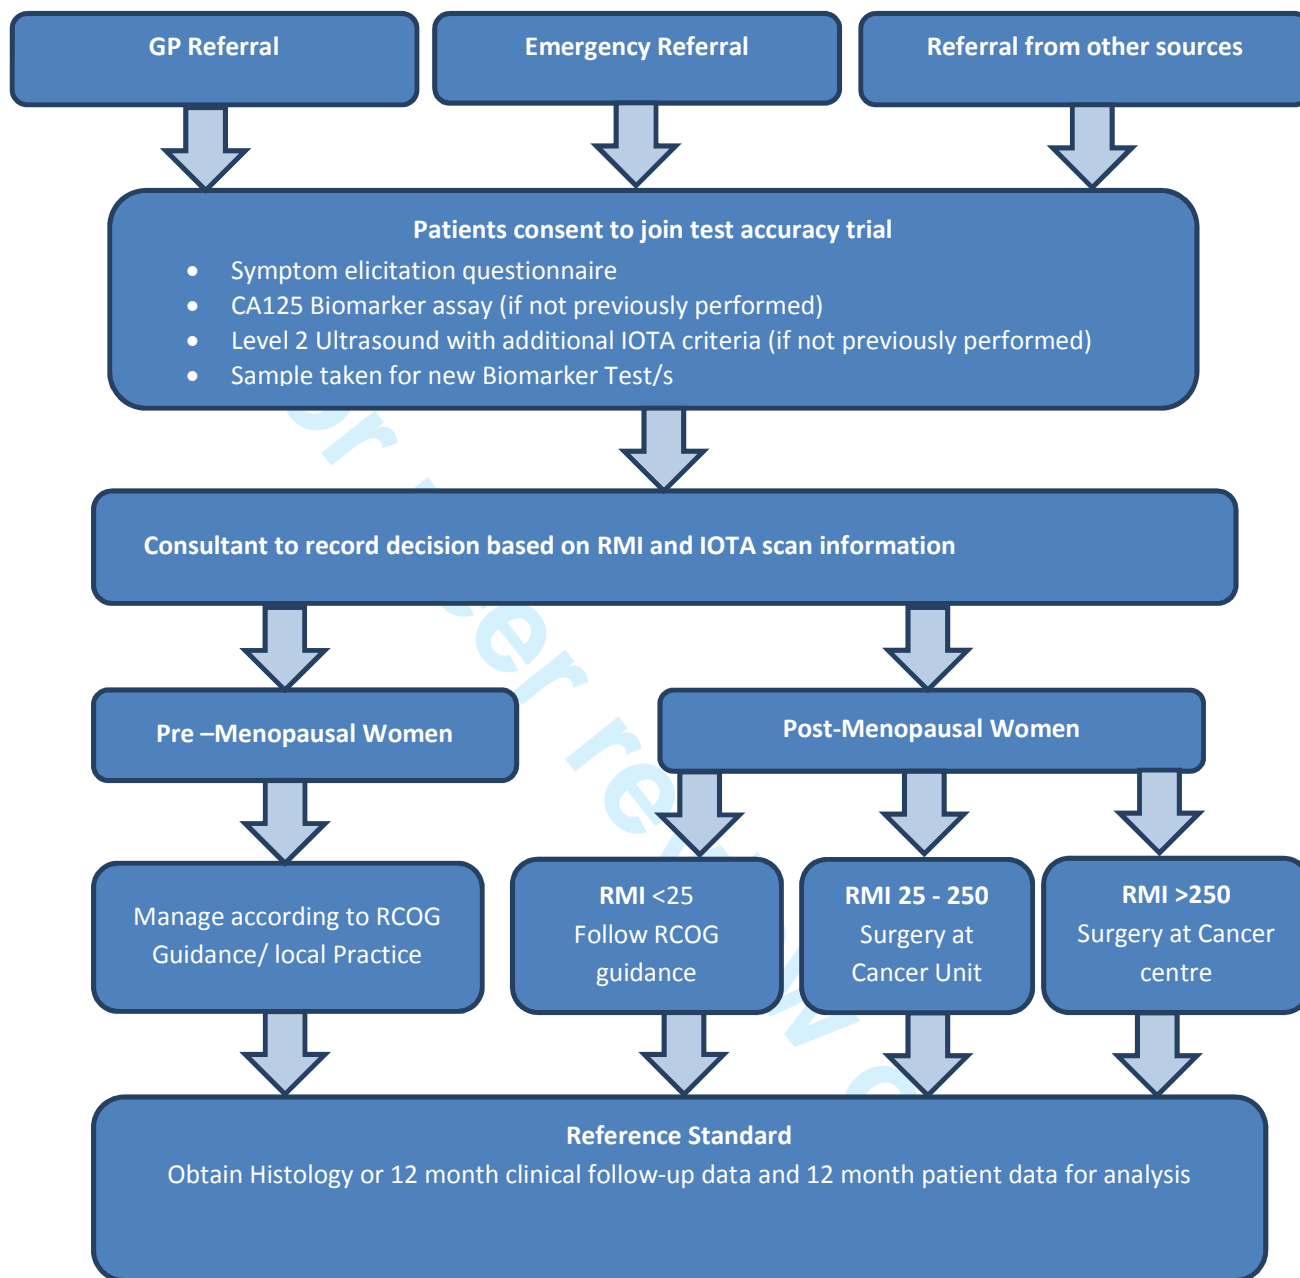 GP Referral
Emergency Referral
Referral from other sources
Patients consent to join test accuracy trial
• Symptom elicitation questionnaire
• CA125 Biomarker assay (if not previously performed)
• Level 2 Ultrasound with additional IOTA criteria (if not previously performed)
• Sample taken for new Biomarker Test/s
Consultant to record decision based on RMI and IOTA scan information
Pre –Menopausal Women
Post-Menopausal Women
Manage according to RCOG
Guidance/ local Practice
RMI <25
Follow RCOG
guidance
RMI 25 - 250
Surgery at
Cancer Unit
RMI >250
Surgery at Cancer
centre
Reference Standard
Obtain Histology or 12 month clinical follow-up data and 12 month patient data for analysis